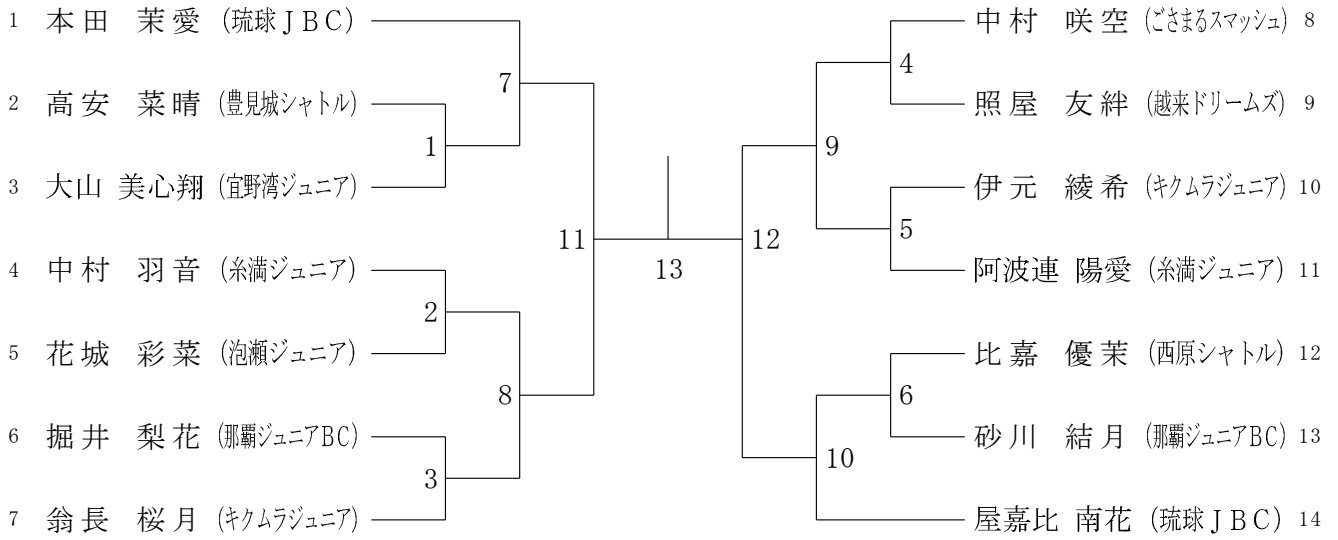 1 本田 茉愛 (琉球ＪＢＣ)
2 高安 菜晴 (豊見城シャトル)
3 大山 美心翔 (宜野湾ジュニア)
4 中村 羽音 (糸満ジュニア)
5 花城 彩菜 (泡瀬ジュニア)
6 掘井 梨花 (那覇ジュニアBC)
7 翁長 桜月 (キクムラジュニア)
7
1
2
8
3
11
13
12
4
9
5
6
10
中村 咲空 (ごさまるスマッシュ) 8
照屋 友絆 (越来ドリームズ) 9
伊元 綾希 (キクムラジュニア) 10
阿波連 陽愛 (糸満ジュニア) 11
比嘉 優茉 (西原シャトル) 12
砂川 結月 (那覇ジュニアBC) 13
屋嘉比 南花 (琉球ＪＢＣ) 14